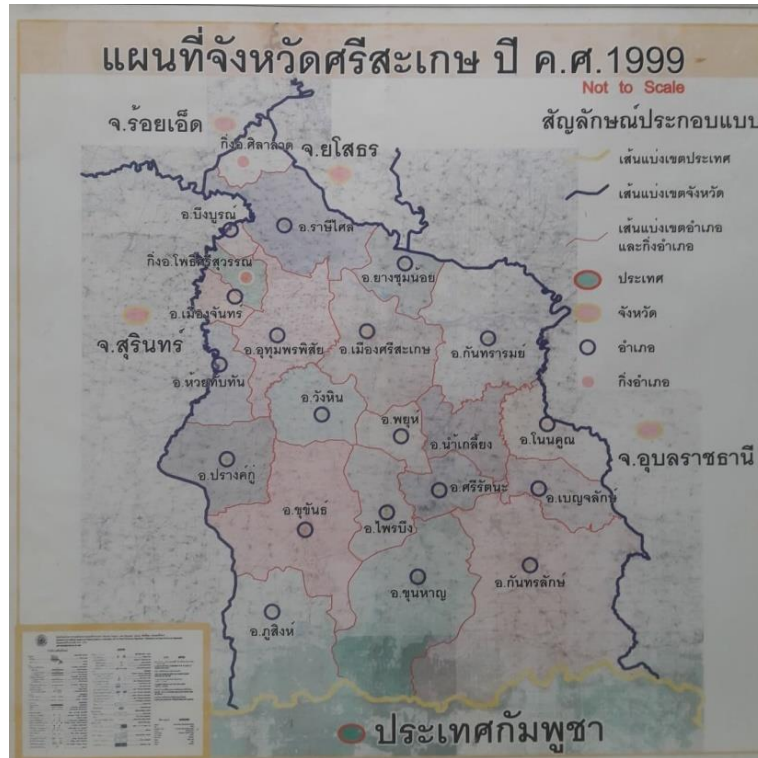 แผนที่จังหวัดศรีสะเกษ ปี ค.ศ.1999
Not to Scale
สัญลักษณ์ประกอบแบบ
จ.ร้อยเอ็ด
กิ่งอ.ศิลาลาด
จ.ยโสธร
เส้นแบ่งเขตประเทศ
เส้นแบ่งเขตจังหวัด
เส้นแบ่งเขตอำเภอ
และกิ่งอำเภอ
ประเทศ
จังหวัด
อำเภอ
กิ่งอำเภอ
อ.บึงบูรณ
อ.ราษีไศล
กิ่งอ.โพธิ์ศรีสุวรรณ
อ.ยางชุมน้อย
อ.เมืองจันทร
จ.สุรินทร์
อ.อุทุมพรพิสัย
อ.เมืองศรีสะเกษ
อ.กันทรารมย์
อ.ห้วยทับทัน
อ.วังหิน
อ.พยุห์
อ.น้ำเกลี้ยง
อ.โนนคูณ
จ.อุบลราชธานี
อ.ปรางค์กู่
อ.ศรีรัตนะ
อ.เบญจลักษ์
อ.ขุขันธ์
อ.ไพรบึง
อ.ขุนหาญ
อ.กันทรลักษ์
อ.ภูสิงห์
ประเทศกัมพูชา